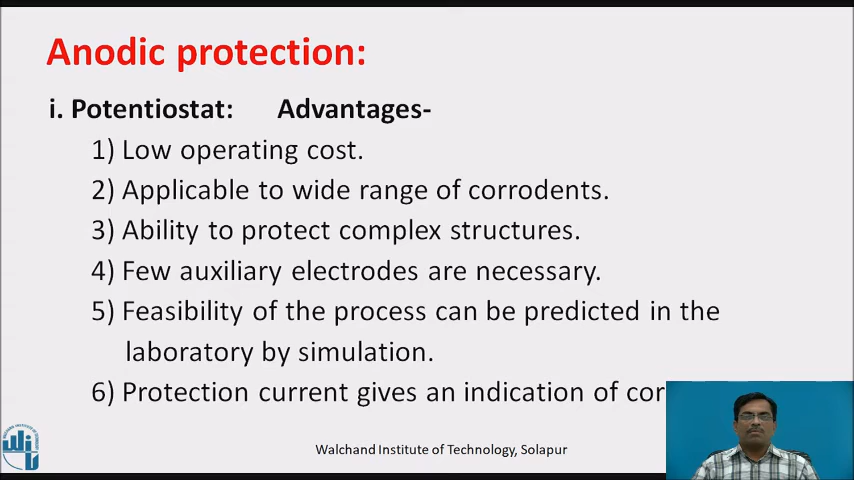 Anodic protection:
i. Potentiostat: Advantages-
1) Low operating cost.
2) Applicable to wide range of corrodents.
3) Ability to protect complex structures.
4) Few auxiliary electrodes are necessary.
5) Feasibility of the process can be predicted in the
laboratory by simulation.
6) Protection current gives an indication of
Walchand Institute of Technology, Solapur